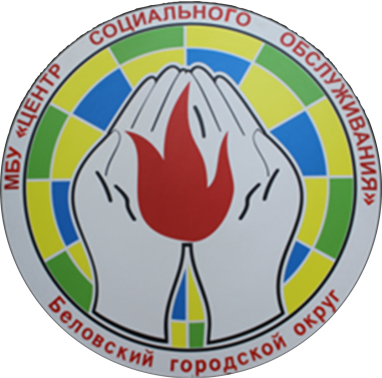 МБУ «ЦЕНТР СОЦИАЛЬНОГО ОБСЛУЖИВАНИЯ»
Беловский городской округ